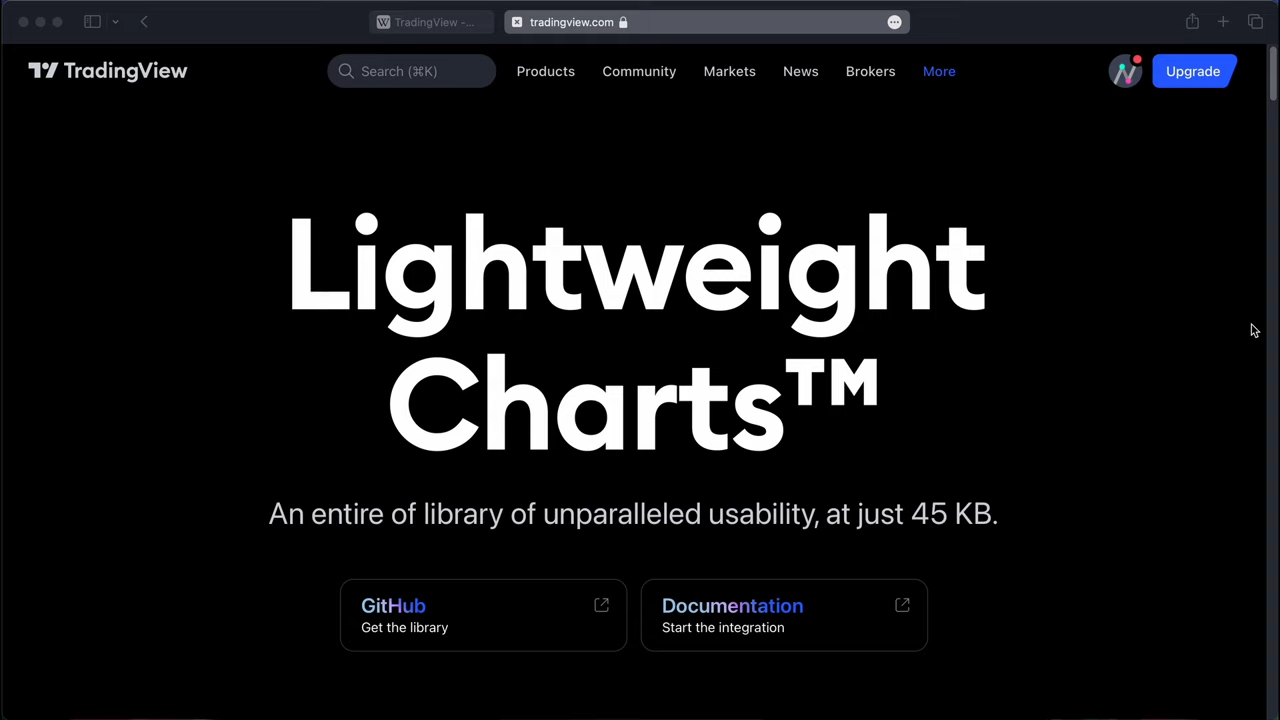 TradingView -...
tradingview.com
TradingView
Search (⌘K)
Products
Community
Markets
News
Brokers
More
Upgrade
Lightweight
Charts™
An entire of library of unparalleled usability, at just 45 KB.
GitHub
Get the library
Documentation
Start the integration